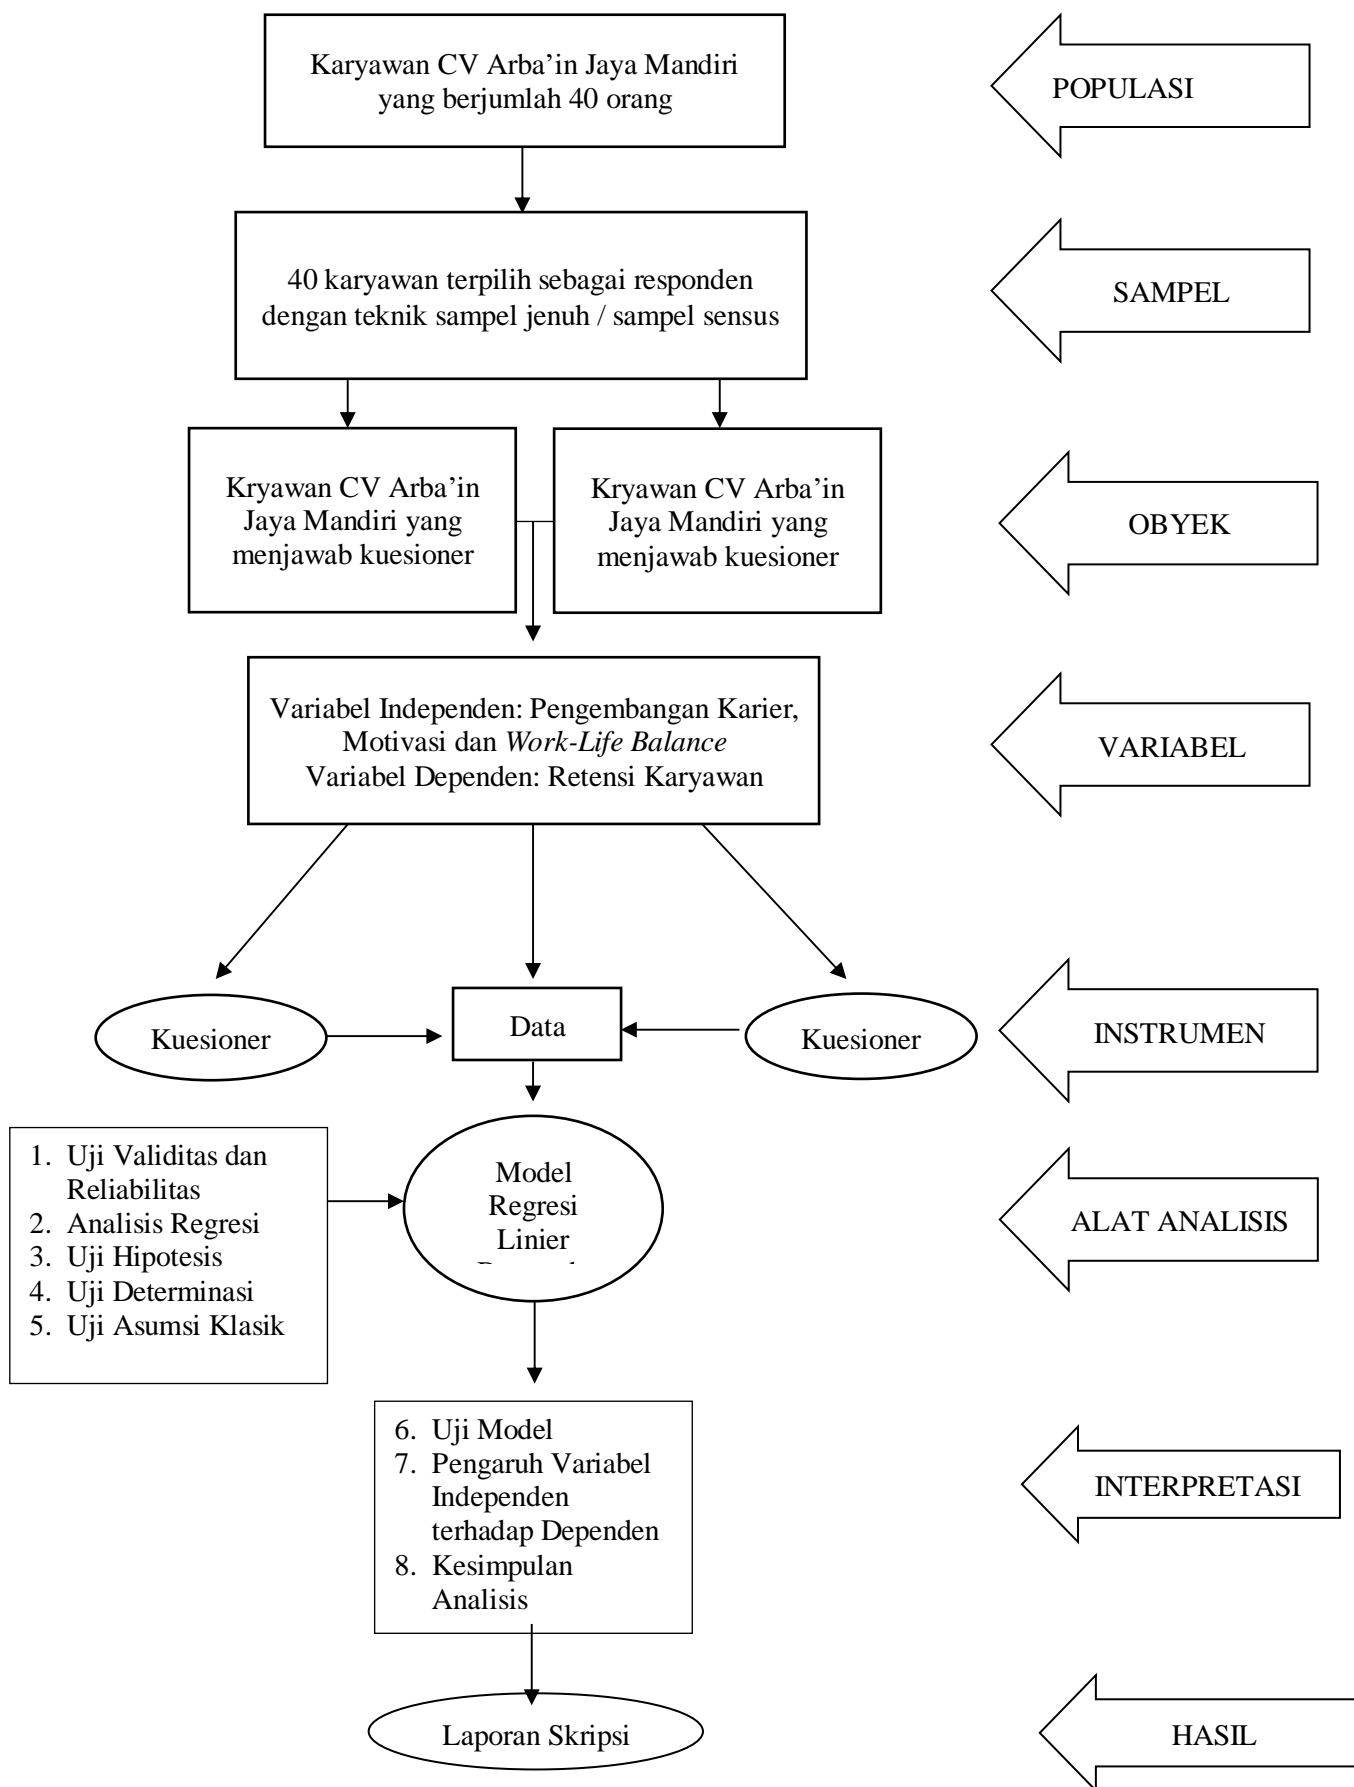 Karyawan CV Arba’in Jaya Mandiri
yang berjumlah 40 orang
POPULASI
40 karyawan terpilih sebagai responden
dengan teknik sampel jenuh / sampel sensus
SAMPEL
Kryawan CV Arba’in
Jaya Mandiri yang
menjawab kuesioner
Kryawan CV Arba’in
Jaya Mandiri yang
menjawab kuesioner
OBYEK
Variabel Independen: Pengembangan Karier,
Motivasi dan Work-Life Balance
Variabel Dependen: Retensi Karyawan
VARIABEL
Kuesioner
Data
Kuesioner
INSTRUMEN
1. Uji Validitas dan
Reliabilitas
2. Analisis Regresi
3. Uji Hipotesis
4. Uji Determinasi
5. Uji Asumsi Klasik
Model
Regresi
Linier
ALAT ANALISIS
6. Uji Model
7. Pengaruh Variabel
Independen
terhadap Dependen
8. Kesimpulan
Analisis
INTERPRETASI
Laporan Skripsi
HASIL